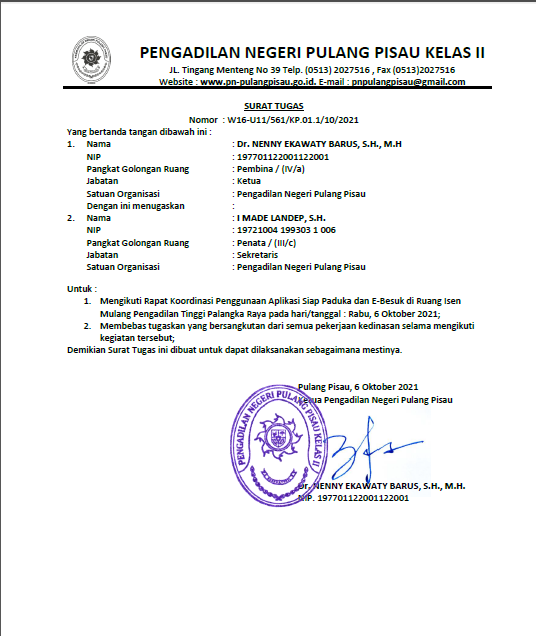 PENGADILAN NEGERI PULANG PISAU KELAS II
JL. Tingang Menteng No 39 Telp. (0513) 2027516 , Fax (0513)2027516
Website : www.pn-pulangpisau.go.id. E-mail : pnpulangpisau@gmail.com
SURAT TUGAS
Nomor : W16-U11/561/KP.01.1/10/2021
Yang bertanda tangan dibawah ini :
1. Nama : Dr. NENNY EKAWATY BARUS, S.H., M.H
NIP : 197701122001122001
Pangkat Golongan Ruang : Pembina / (IV/a)
Jabatan : Ketua
Satuan Organisasi : Pengadilan Negeri Pulang Pisau
Dengan ini menugaskan :
2. Nama : I MADE LANDEP, S.H.
NIP : 19721004 199303 1 006
Pangkat Golongan Ruang : Penata / (III/c)
Jabatan : Sekretaris
Satuan Organisasi : Pengadilan Negeri Pulang Pisau
Untuk :
1. Mengikuti Rapat Koordinasi Penggunaan Aplikasi Siap Paduka dan E-Besuk di Ruang Isen
Mulang Pengadilan Tinggi Palangka Raya pada hari/tanggal : Rabu, 6 Oktober 2021;
2. Membebas tugaskan yang bersangkutan dari semua pekerjaan kedinasan selama mengikuti
kegiatan tersebut;
Demikian Surat Tugas ini dibuat untuk dapat dilaksanakan sebagaimana mestinya.
Pulang Pisau, 6 Oktober 2021
Ketua Pengadilan Negeri Pulang Pisau
PENGADILAN NEGERI PULANG PISAU KELAS II
Dr. NENNY EKAWATY BARUS, S.H., M.H.
NIP. 197701122001122001